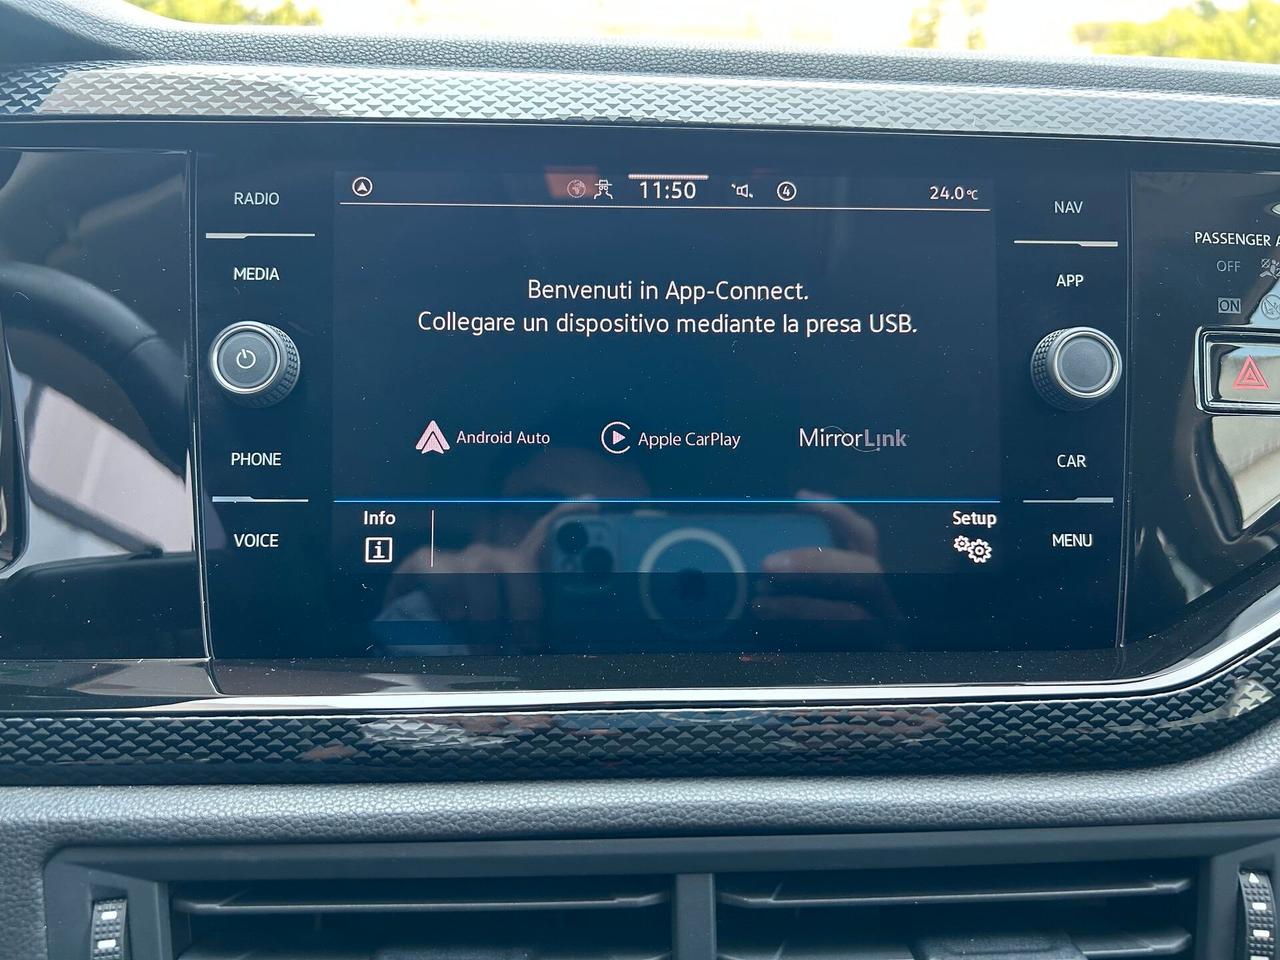 RADIO
MEDIA
PHONE
VOICE
11:50
4
24.0°C
Benvenuti in App-Connect.
Collegare un dispositivo mediante la presa USB.
Android Auto
Apple CarPlay
MirrorLink
Info
i
Setup
NAV
APP
CAR
MENU
PASSENGER A
OFF
ON